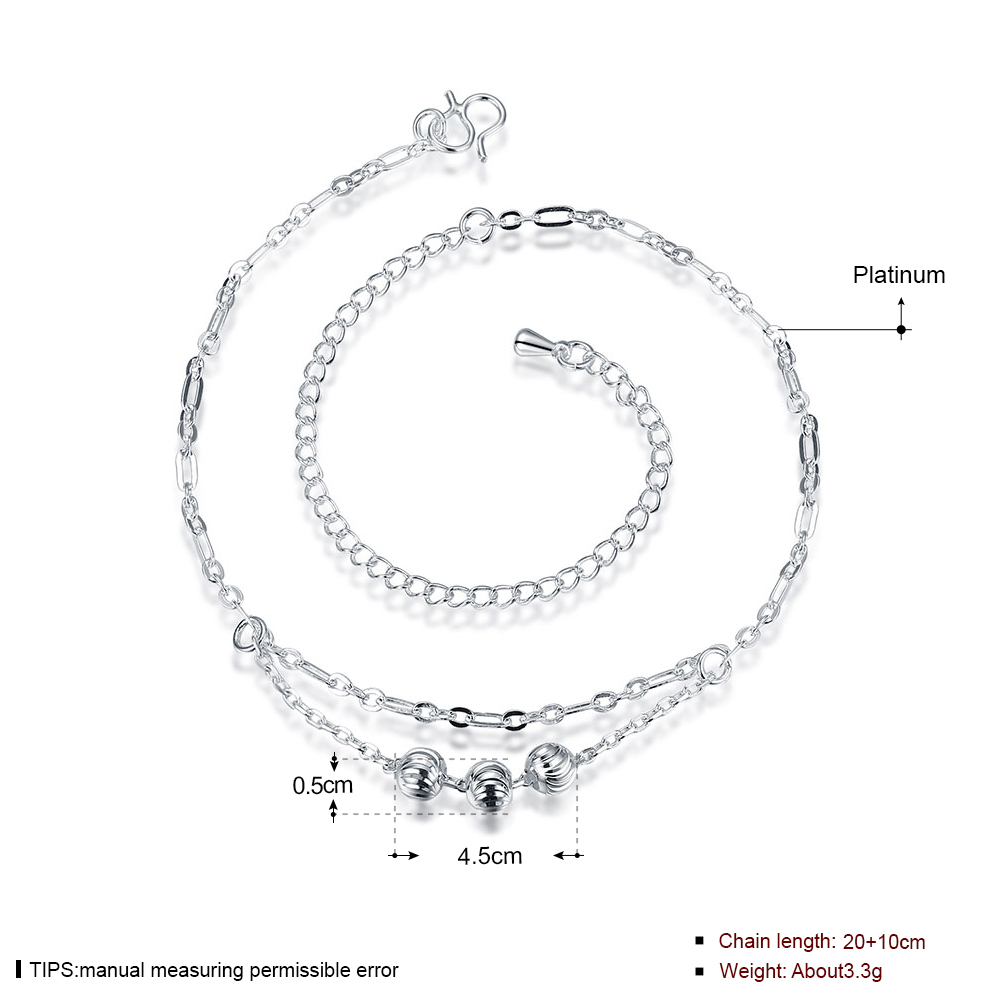 Platinum
0.5cm
4.5cm
Chain length: 20+10cm
TIPS:manual measuring permissible error
Weight: About3.3g